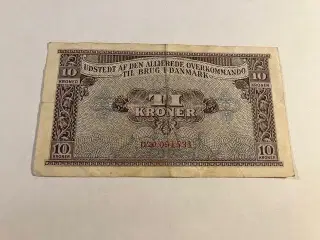 10 10
UDSTEDT AF DEN ALLIEREDE OVERKOMMANDO
TIL BRUG I DANMARK
KRONER KRONER
TI
KRONER
10 10
KRONER KRONER